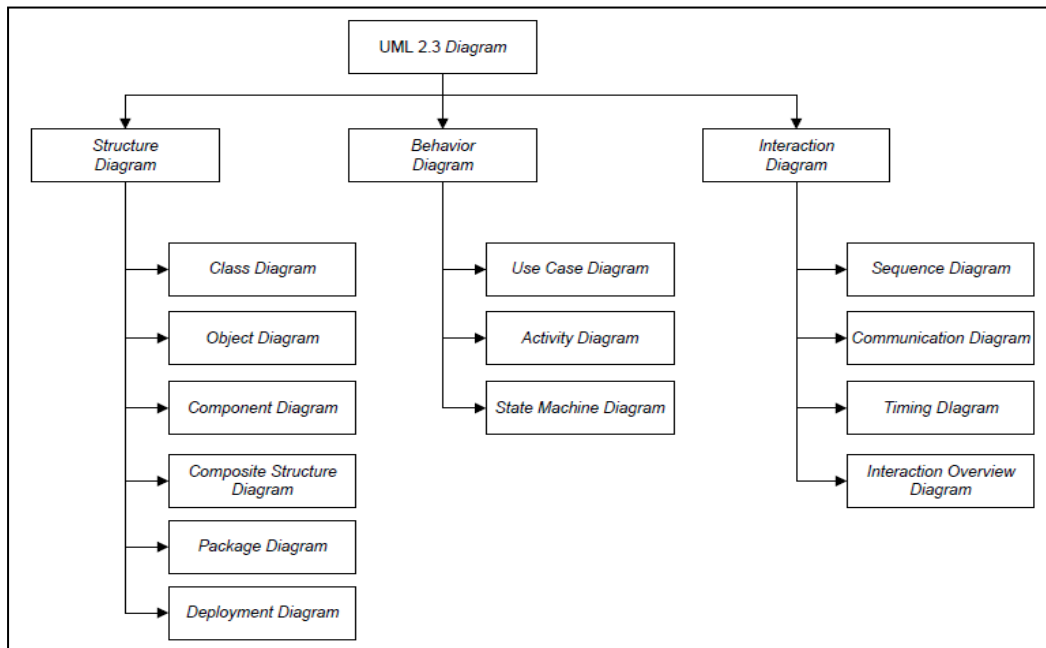 UML 2.3 Diagram
Structure
Diagram
Behavior
Diagram
Interaction
Diagram
Class Diagram
Object Diagram
Component Diagram
Composite Structure
Diagram
Package Diagram
Deployment Diagram
Use Case Diagram
Activity Diagram
State Machine Diagram
Sequence Diagram
Communication Diagram
Timing DIagram
Interaction Overview
Diagram